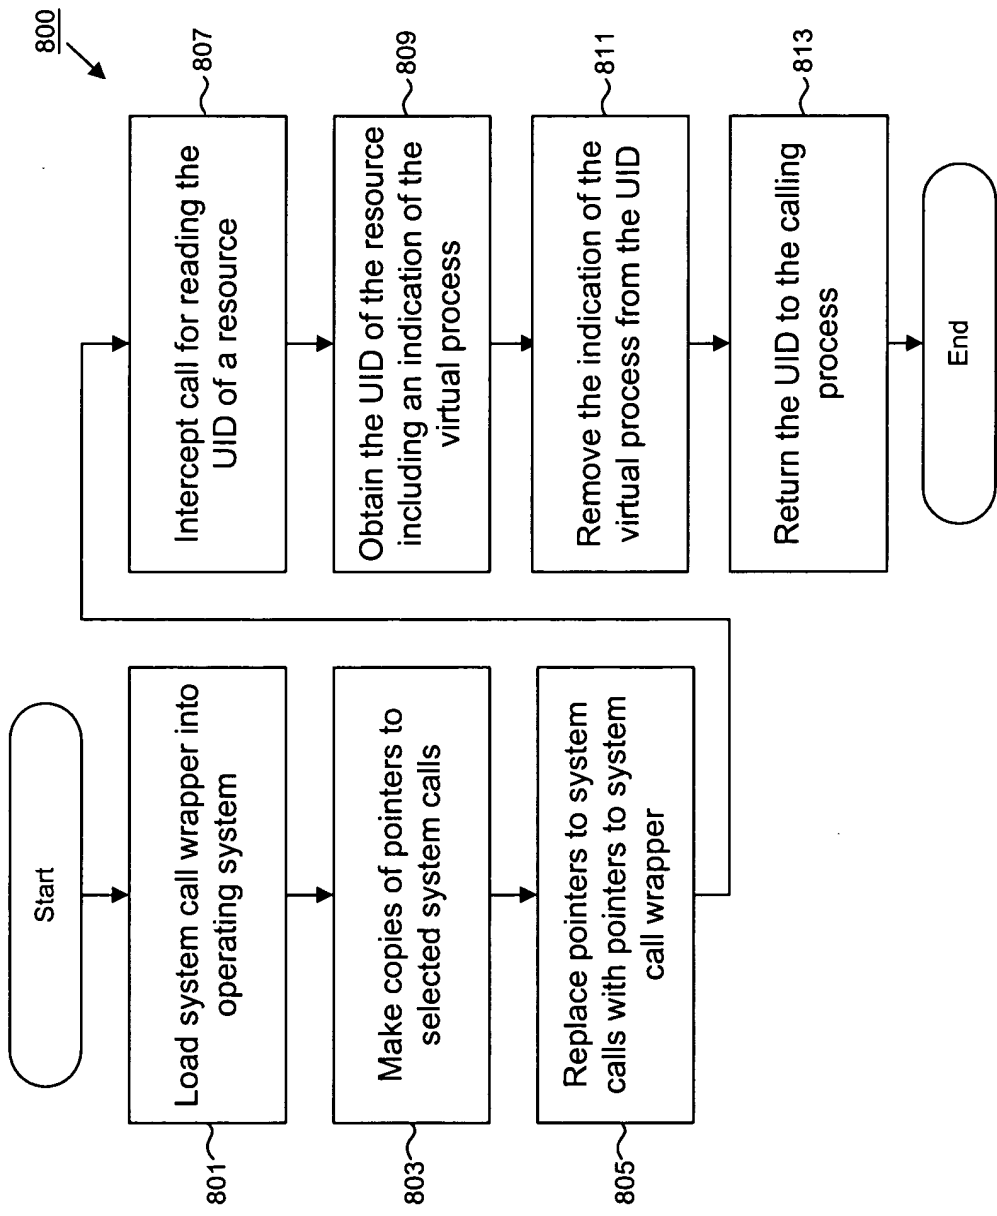 800
Start
Load system call wrapper into
operating system
801
Make copies of pointers to
selected system calls
803
Replace pointers to system
calls with pointers to system
call wrapper
805
Intercept call for reading the
UID of a resource
807
Obtain the UID of the resource
including an indication of the
virtual process
809
Remove the indication of the
virtual process from the UID
811
Return the UID to the calling
process
813
End